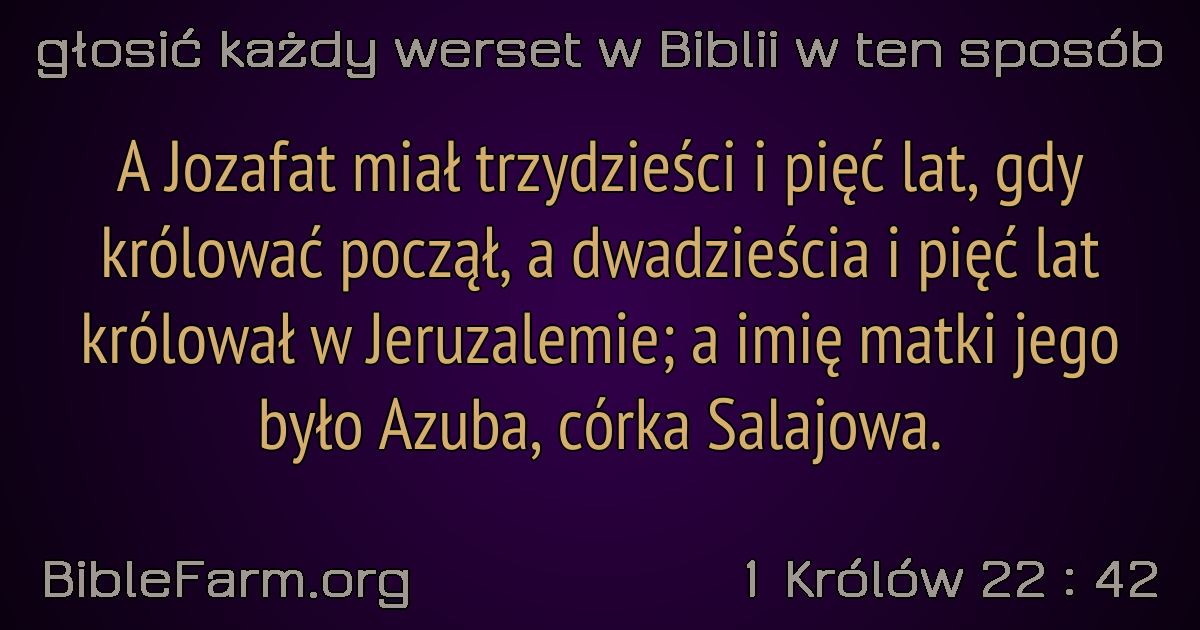 głosić każdy werset w Biblii w ten sposób
A Jozafat miał trzydzieści i pięć lat, gdy
królować począł, a dwadzieścia i pięć lat
królował w Jeruzalemie; a imię matki jego
było Azuba, córka Salajowa.
BibleFarm.org
1 Królów 22 : 42